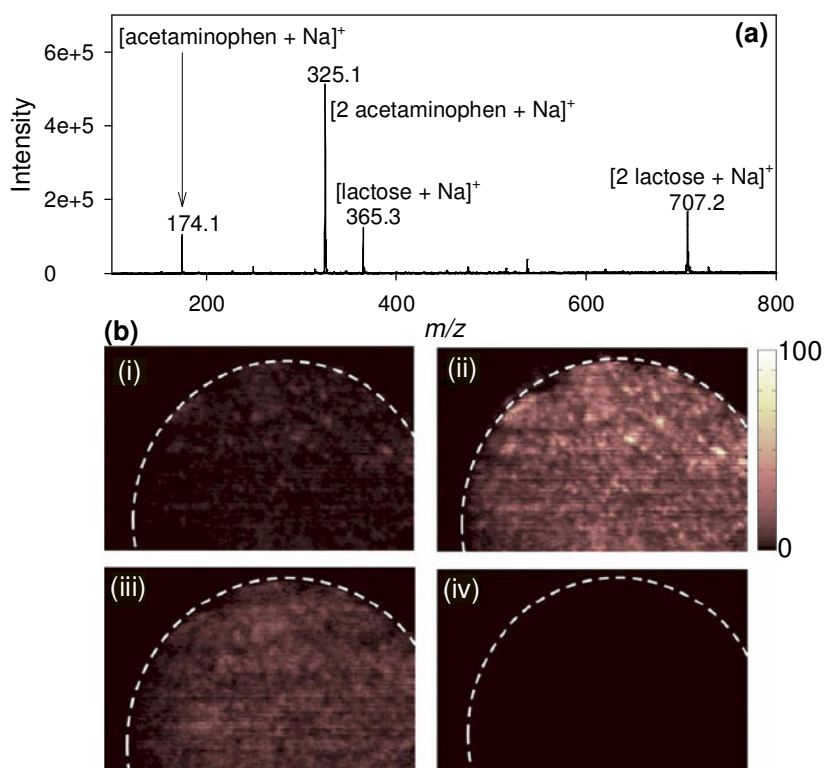 (a)
[acetaminophen + Na]⁺
325.1
[2 acetaminophen + Na]⁺
[lactose + Na]⁺
365.3
[2 lactose + Na]⁺
707.2
174.1
Intensity
6e+5
4e+5
2e+5
0
200
400
600
800
m/z
(b)
(i)
(ii)
100
0
(iii)
(iv)